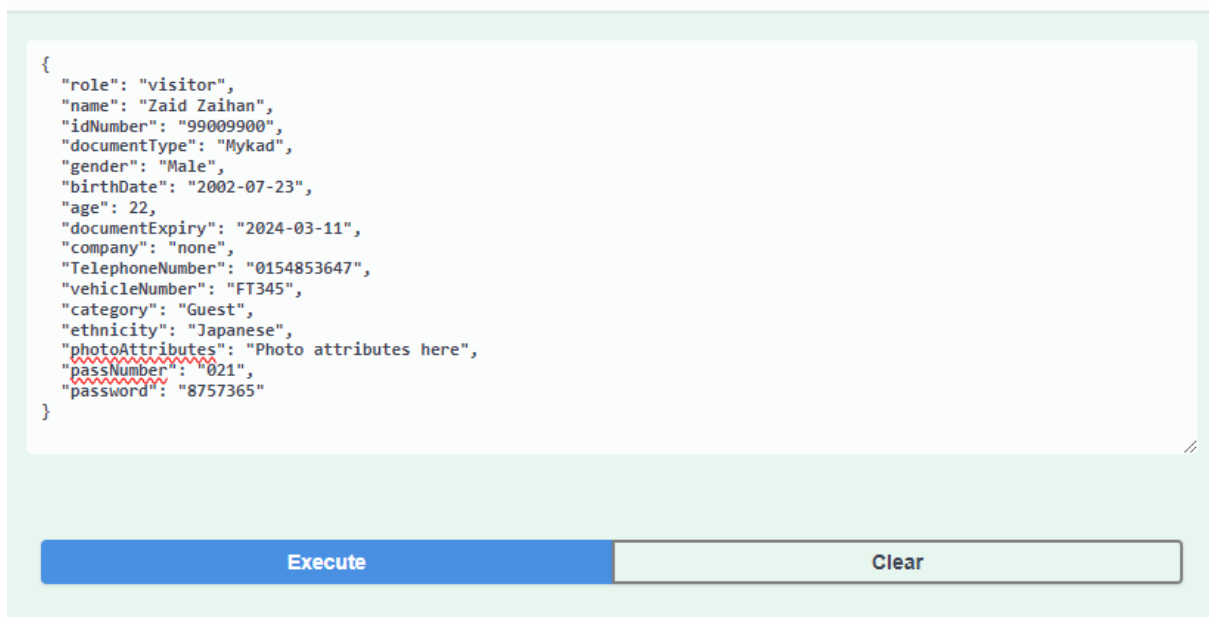 {
"role": "visitor",
"name": "Zaid Zaihan",
"idNumber": "99009900",
"documentType": "Mykad",
"gender": "Male",
"birthDate": "2002-07-23",
"age": 22,
"documentExpiry": "2024-03-11",
"company": "none",
"TelephoneNumber": "0154853647",
"vehicleNumber": "FT345",
"category": "Guest",
"ethnicity": "Japanese",
"photoAttributes": "Photo attributes here",
"passNumber": "021",
"password": "8757365"
}
Execute
Clear